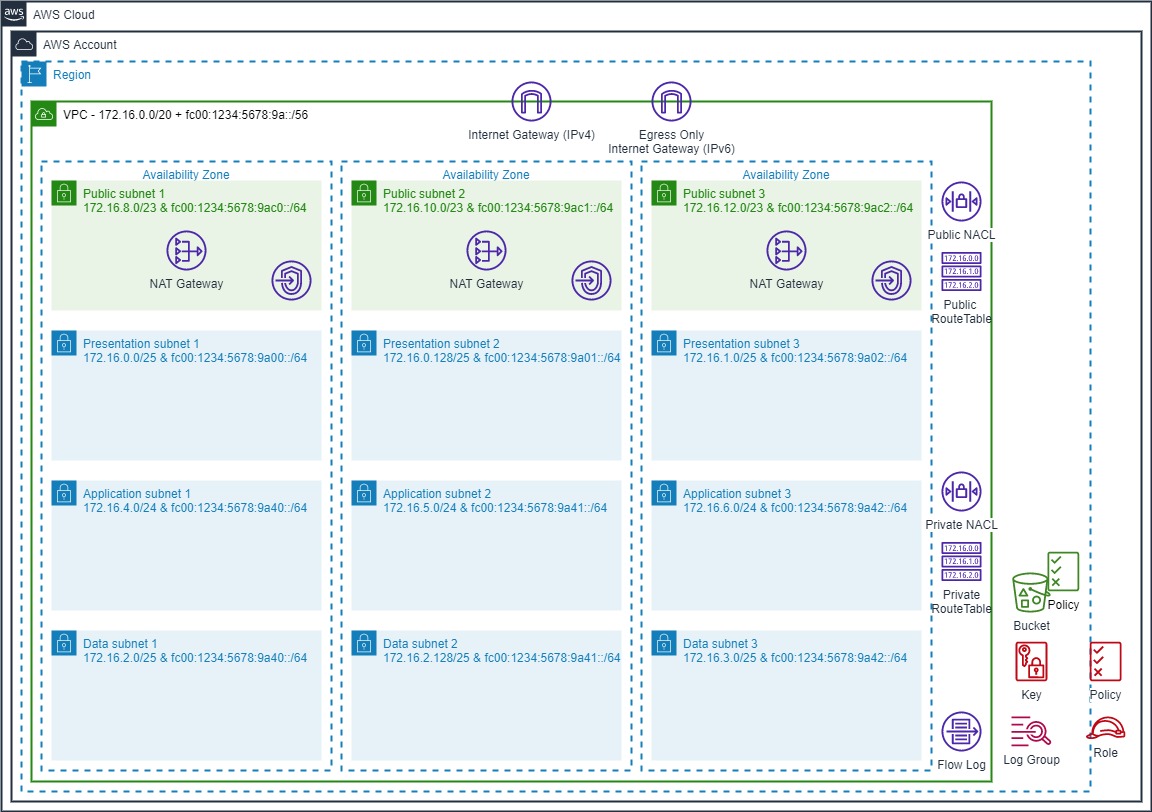 aws
AWS Cloud
AWS Account
Region
VPC - 172.16.0.0/20 + fc00:1234:5678:9a::/56
Internet Gateway (IPv4)
Egress Only
Internet Gateway (IPv6)
Availability Zone
Public subnet 1
172.16.8.0/23 & fc00:1234:5678:9ac0::/64
NAT Gateway
Availability Zone
Public subnet 2
172.16.10.0/23 & fc00:1234:5678:9ac1::/64
NAT Gateway
Availability Zone
Public subnet 3
172.16.12.0/23 & fc00:1234:5678:9ac2::/64
NAT Gateway
Public NACL
172.16.0.0
172.16.1.0
172.16.2.0
Public
RouteTable
Presentation subnet 1
172.16.0.0/25 & fc00:1234:5678:9a00::/64
Presentation subnet 2
172.16.0.128/25 & fc00:1234:5678:9a01::/64
Presentation subnet 3
172.16.1.0/25 & fc00:1234:5678:9a02::/64
Application subnet 1
172.16.4.0/24 & fc00:1234:5678:9a40::/64
Application subnet 2
172.16.5.0/24 & fc00:1234:5678:9a41::/64
Application subnet 3
172.16.6.0/24 & fc00:1234:5678:9a42::/64
Private NACL
172.16.0.0
172.16.1.0
172.16.2.0
Private
RouteTable
Policy
Bucket
Data subnet 1
172.16.2.0/25 & fc00:1234:5678:9a40::/64
Data subnet 2
172.16.2.128/25 & fc00:1234:5678:9a41::/64
Data subnet 3
172.16.3.0/25 & fc00:1234:5678:9a42::/64
Key
Policy
Flow Log
Log Group
Role